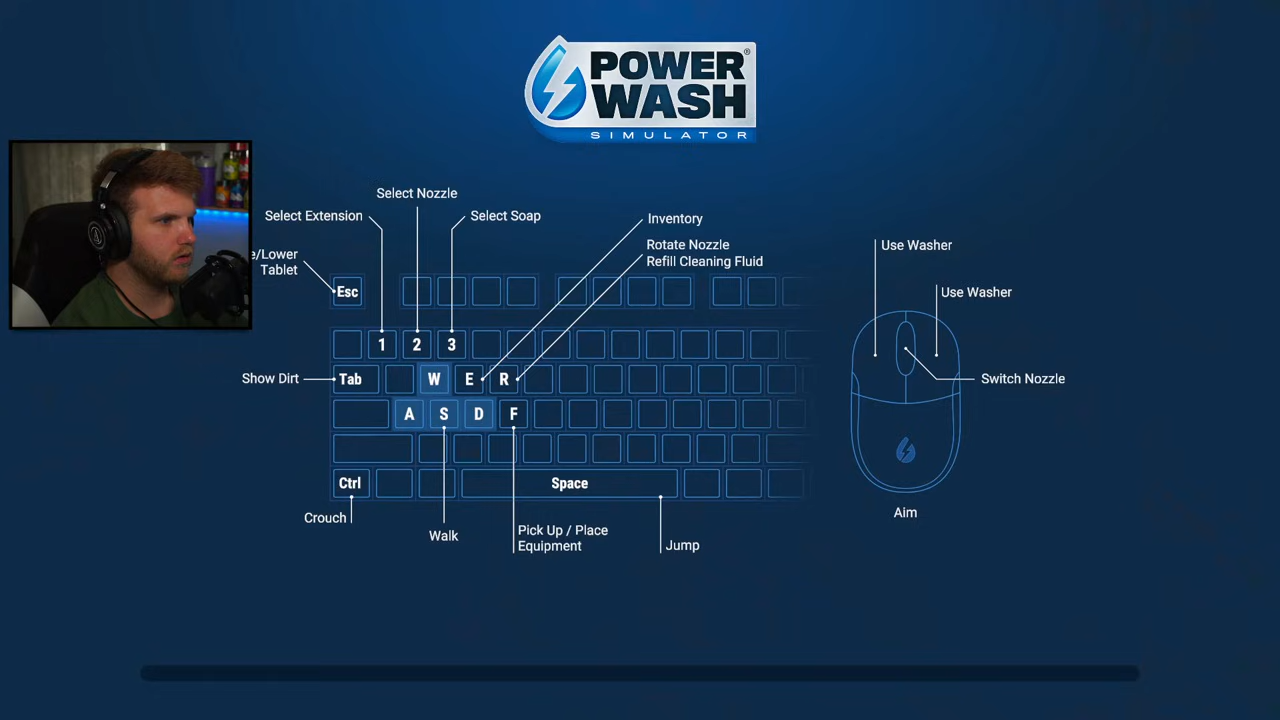 POWER
WASH
SIMULATOR
Select Nozzle
Select Extension
Select Soap
Inventory
Rotate Nozzle
Refill Cleaning Fluid
/Lower
Tablet
Use Washer
Use Washer
Esc
1 2 3
Show Dirt
Tab
W E R
Switch Nozzle
A S D F
Ctrl
Space
Crouch
Walk
Pick Up / Place
Equipment
Jump
Aim